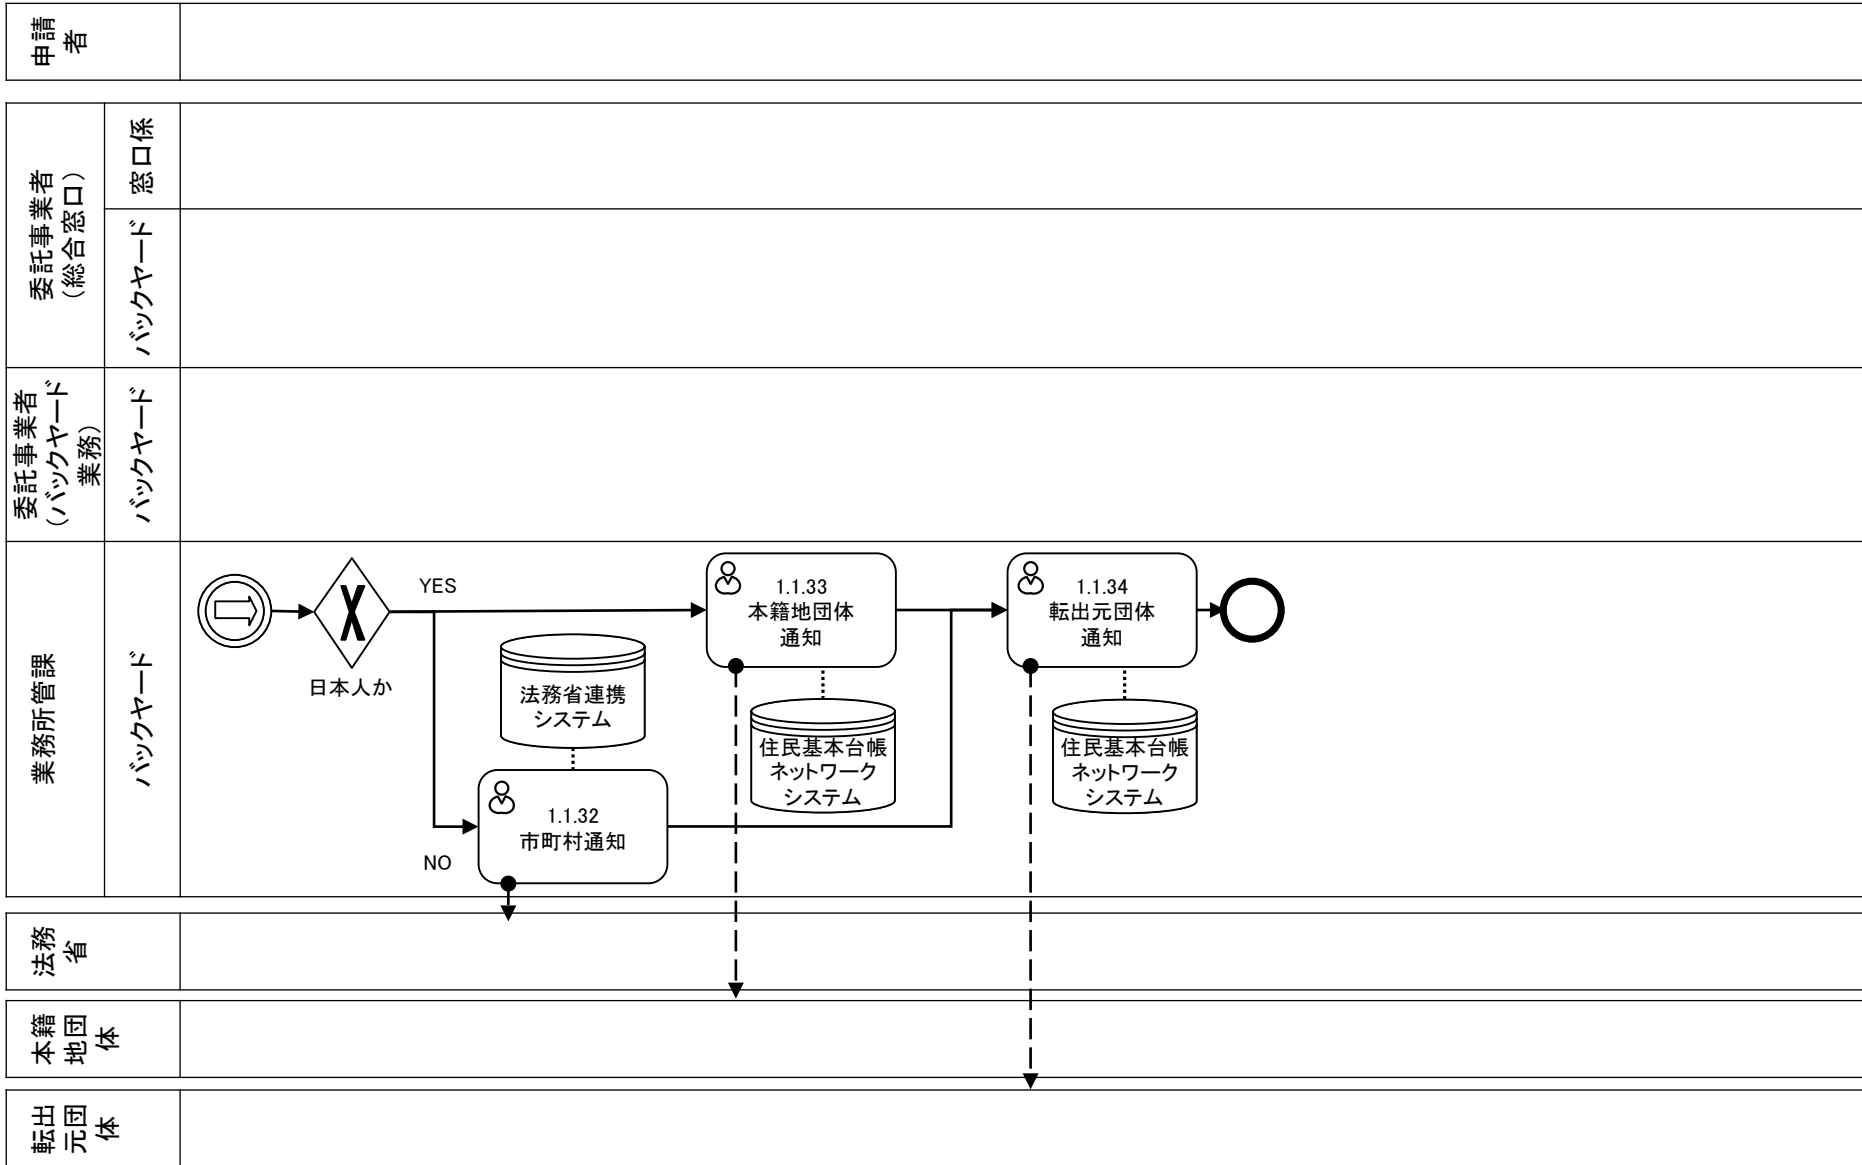 申請
者
委託事業者
（総合窓口）
窓口係
バックヤード
委託事業者
（バックヤード
業務）
バックヤード
業務所管課
バックヤード
日本人か
YES
NO
法務省連携
システム
1.1.32
市町村通知
1.1.33
本籍地団体
通知
住民基本台帳
ネットワーク
システム
1.1.34
転出元団体
通知
住民基本台帳
ネットワーク
システム
法務
省
本籍
地団
体
転出
元団
体